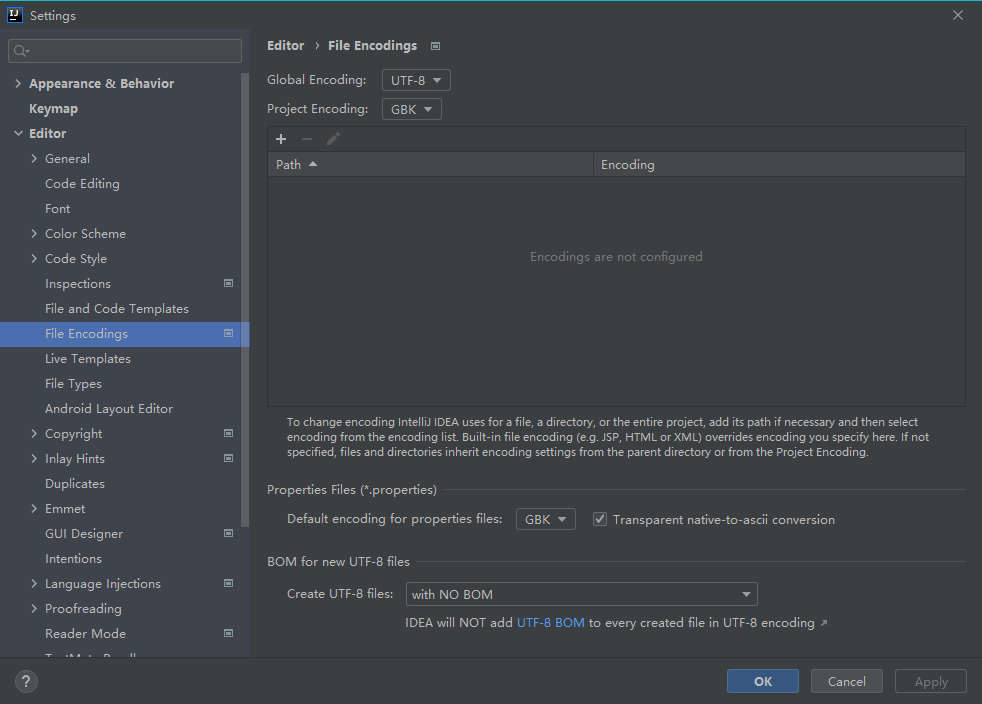 Settings
Appearance & Behavior
Keymap
Editor
General
Code Editing
Font
Color Scheme
Code Style
Inspections
File and Code Templates
File Encodings
Live Templates
File Types
Android Layout Editor
Copyright
Inlay Hints
Duplicates
Emmet
GUI Designer
Intentions
Language Injections
Proofreading
Reader Mode
Editor › File Encodings
Global Encoding: UTF-8
Project Encoding: GBK
Path Encoding
Encodings are not configured
To change encoding IntelliJ IDEA uses for a file, a directory, or the entire project, add its path if necessary and then select
encoding from the encoding list. Built-in file encoding (e.g. JSP, HTML or XML) overrides encoding you specify here. If not
specified, files and directories inherit encoding settings from the parent directory or from the Project Encoding.
Properties Files (*.properties)
Default encoding for properties files: GBK Transparent native-to-ascii conversion
BOM for new UTF-8 files
Create UTF-8 files: with NO BOM
IDEA will NOT add UTF-8 BOM to every created file in UTF-8 encoding ↗
? OK Cancel Apply